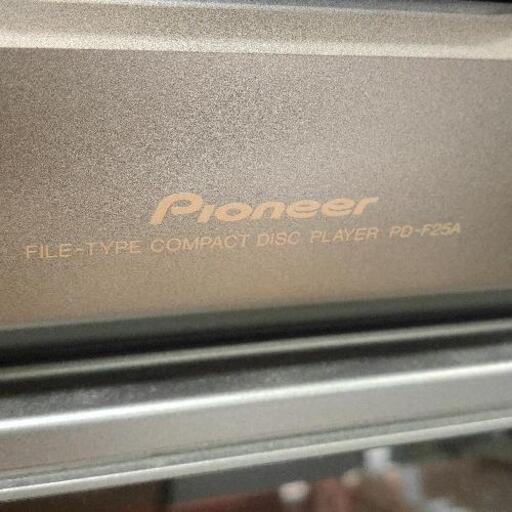 Pioneer
FILE-TYPE COMPACT DISC PLAYER PD-F25A